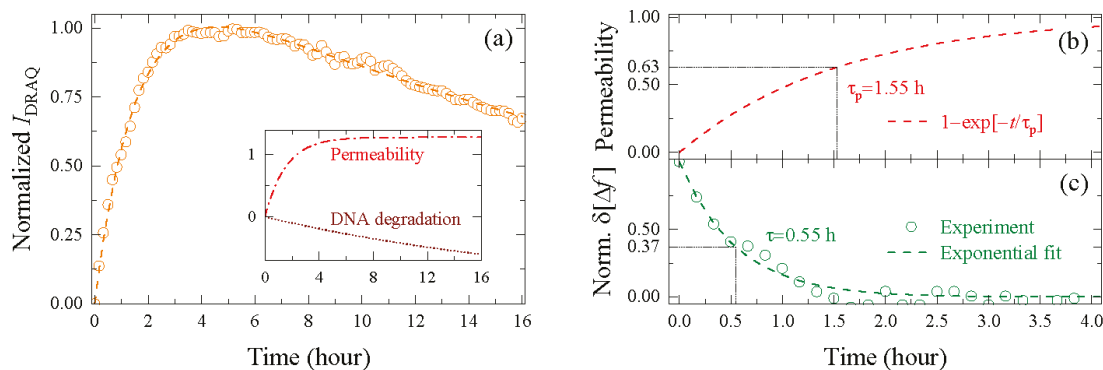 (a)
Normalized I_DRAQ
1.00
0.75
0.50
0.25
0.00
0 2 4 6 8 10 12 14 16
Time (hour)
1
0
Permeability
DNA degradation
0 4 8 12 16
(b)
Permeability
1.00
0.63
0.50
0.00
τp=1.55 h
1−exp[−t/τp]
(c)
Norm. δ[Δf]
0.50
0.37
0.00
τ=0.55 h
Experiment
Exponential fit
0.0 0.5 1.0 1.5 2.0 2.5 3.0 3.5 4.0
Time (hour)